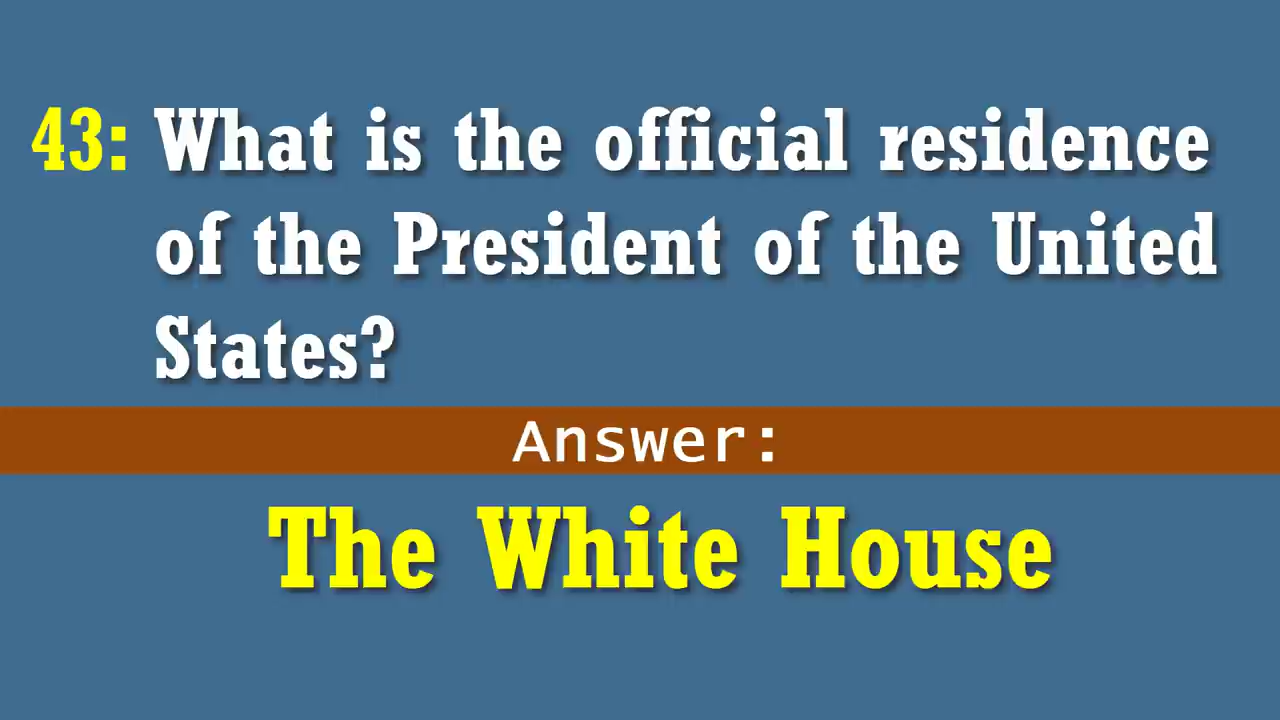 43: What is the official residence
of the President of the United
States?
Answer:
The White House